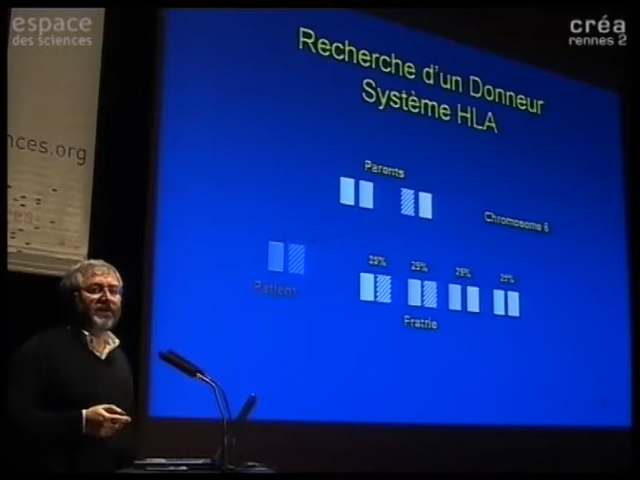 espace
des sciences
créa
rennes 2
nces.org
Recherche d'un Donneur
Système HLA
Parents
Chromosome 6
25%
25%
25%
25%
Patient
Fratrie